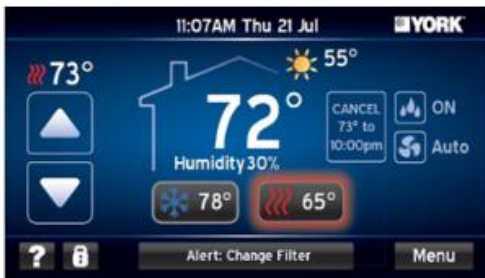 11:07AM Thu 21 Jul
YORK
73°
55°
72°
Humidity 30%
CANCEL
73° to
10:00pm
ON
Auto
78°
65°
?
Alert: Change Filter
Menu